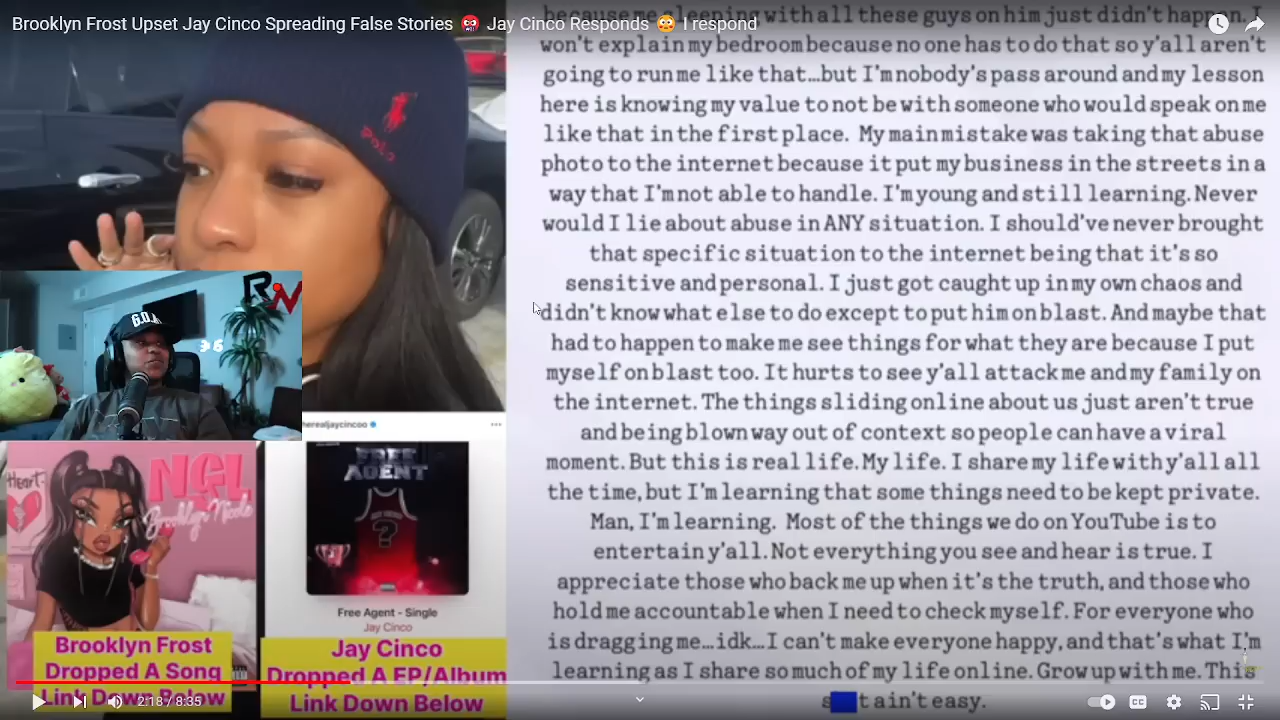 Brooklyn Frost Upset Jay Cinco Spreading False Stories 🤬 Jay Cinco Responds 😳 I respond
because me sleeping with all these guys on him just didn't happen. I
won't explain my bedroom because no one has to do that so y'all aren't
going to run me like that...but I'm nobody's pass around and my lesson
here is knowing my value to not be with someone who would speak on me
like that in the first place. My main mistake was taking that abuse
photo to the internet because it put my business in the streets in a
way that I'm not able to handle. I'm young and still learning. Never
would I lie about abuse in ANY situation. I should've never brought
that specific situation to the internet being that it's so
sensitive and personal. I just got caught up in my own chaos and
didn't know what else to do except to put him on blast. And maybe that
had to happen to make me see things for what they are because I put
myself on blast too. It hurts to see y'all attack me and my family on
the internet. The things sliding online about us just aren't true
and being blown way out of context so people can have a viral
moment. But this is real life. My life. I share my life with y'all all
the time, but I'm learning that some things need to be kept private.
Man, I'm learning. Most of the things we do on YouTube is to
entertain y'all. Not everything you see and hear is true. I
appreciate those who back me up when it's the truth, and those who
hold me accountable when I need to check myself. For everyone who
is dragging me...idk...I can't make everyone happy, and that's what I'm
learning as I share so much of my life online. Grow up with me. This
s t ain't easy.
Polo
RN
G.O.A
herealjaycincoo
Heart-
NGL
Brooklyn Nicole
FREE
AGENT
?
Free Agent - Single
Jay Cinco
Brooklyn Frost
Dropped A Song
Link Down Below
Jay Cinco
Dropped A EP/Album
Link Down Below
2:18 / 8:35
CC